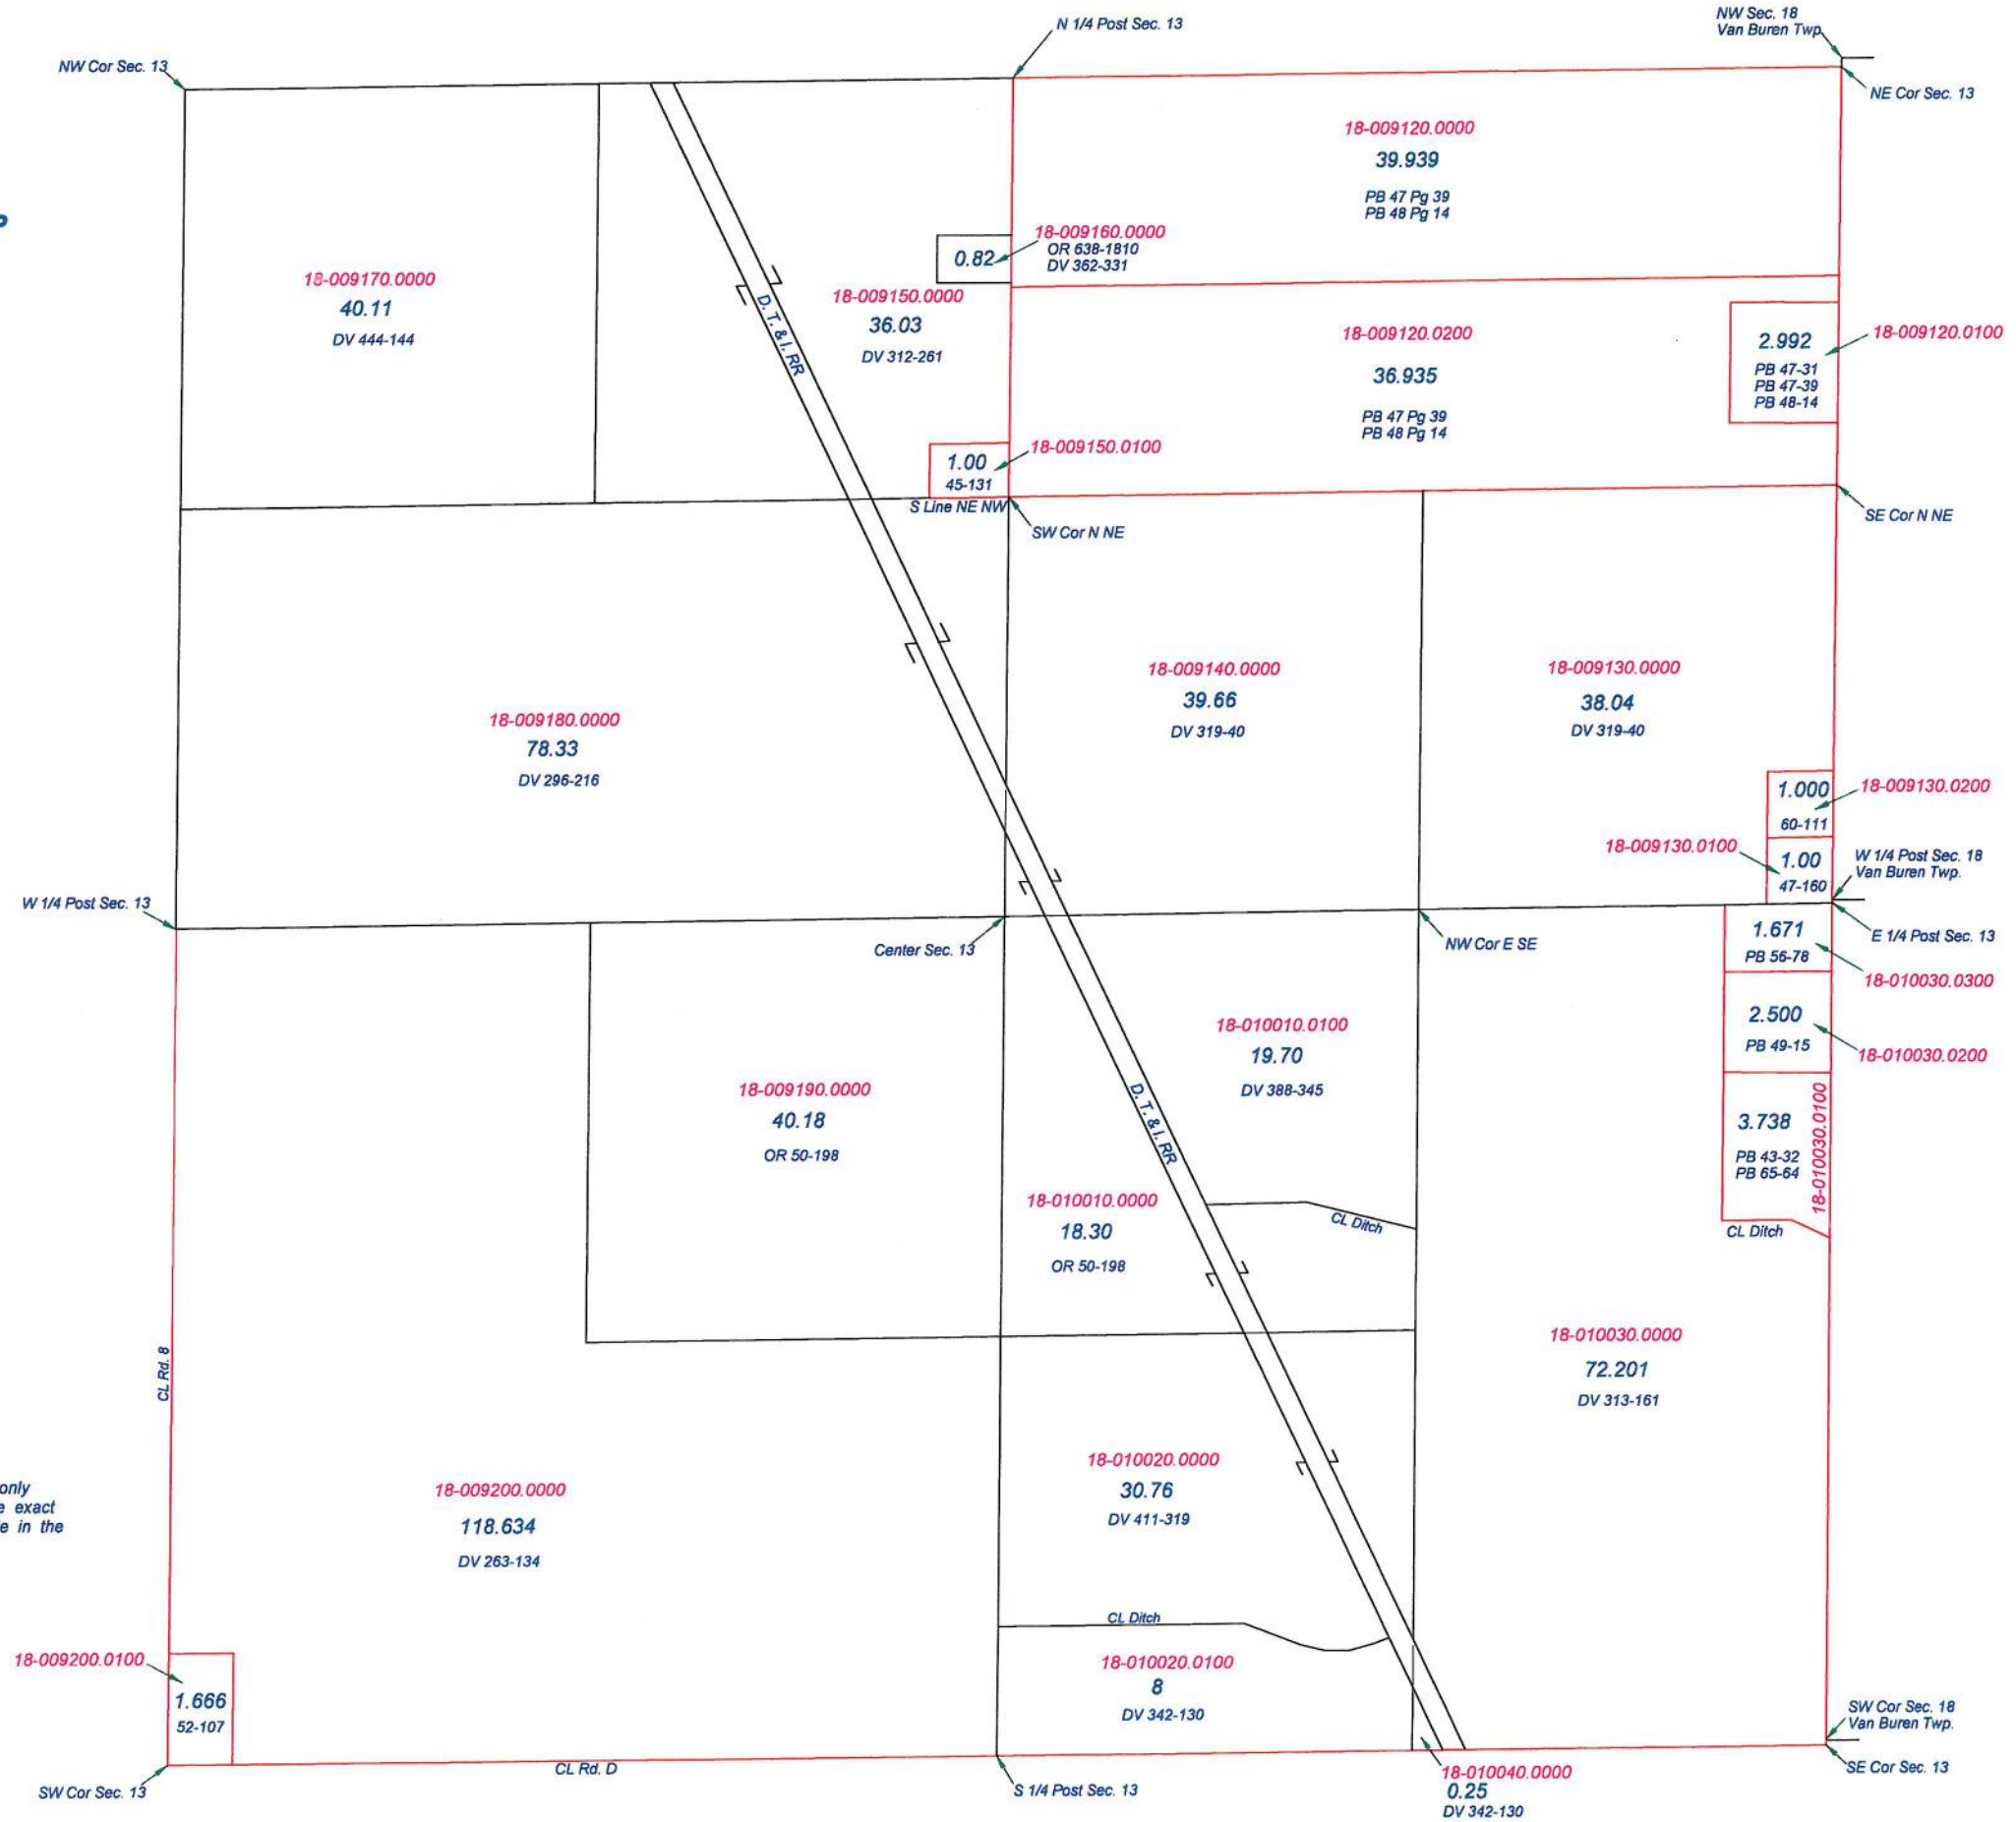 N 1/4 Post Sec. 13
NW Sec. 18
Van Buren Twp
NW Cor Sec. 13
NE Cor Sec. 13
18-009120.0000
39.939
PB 47 Pg 39
PB 48 Pg 14
18-009160.0000
OR 638-1810
DV 362-331
0.82
18-009170.0000
40.11
DV 444-144
D. T. & I. RR
18-009150.0000
36.03
DV 312-261
18-009120.0200
36.935
PB 47 Pg 39
PB 48 Pg 14
2.992
PB 47-31
PB 47-39
PB 48-14
18-009120.0100
1.00
45-131
18-009150.0100
S Line NE NW
SW Cor N NE
SE Cor N NE
18-009180.0000
78.33
DV 296-216
18-009140.0000
39.66
DV 319-40
18-009130.0000
38.04
DV 319-40
1.000
60-111
18-009130.0200
18-009130.0100
1.00
47-160
W 1/4 Post Sec. 18
Van Buren Twp.
W 1/4 Post Sec. 13
Center Sec. 13
NW Cor E SE
E 1/4 Post Sec. 13
1.671
PB 56-78
18-010030.0300
2.500
PB 49-15
18-010030.0200
3.738
PB 43-32
PB 65-64
18-010030.0100
CL Ditch
18-010010.0100
19.70
DV 388-345
18-009190.0000
40.18
OR 50-198
D. T. & I. RR
18-010010.0000
18.30
OR 50-198
CL Ditch
CL Rd. 8
18-010030.0000
72.201
DV 313-161
only
e exact
e in the
18-009200.0000
118.634
DV 263-134
18-010020.0000
30.76
DV 411-319
CL Ditch
18-010020.0100
8
DV 342-130
18-009200.0100
1.666
52-107
SW Cor Sec. 18
Van Buren Twp.
SW Cor Sec. 13
CL Rd. D
S 1/4 Post Sec. 13
18-010040.0000
0.25
DV 342-130
SE Cor Sec. 13